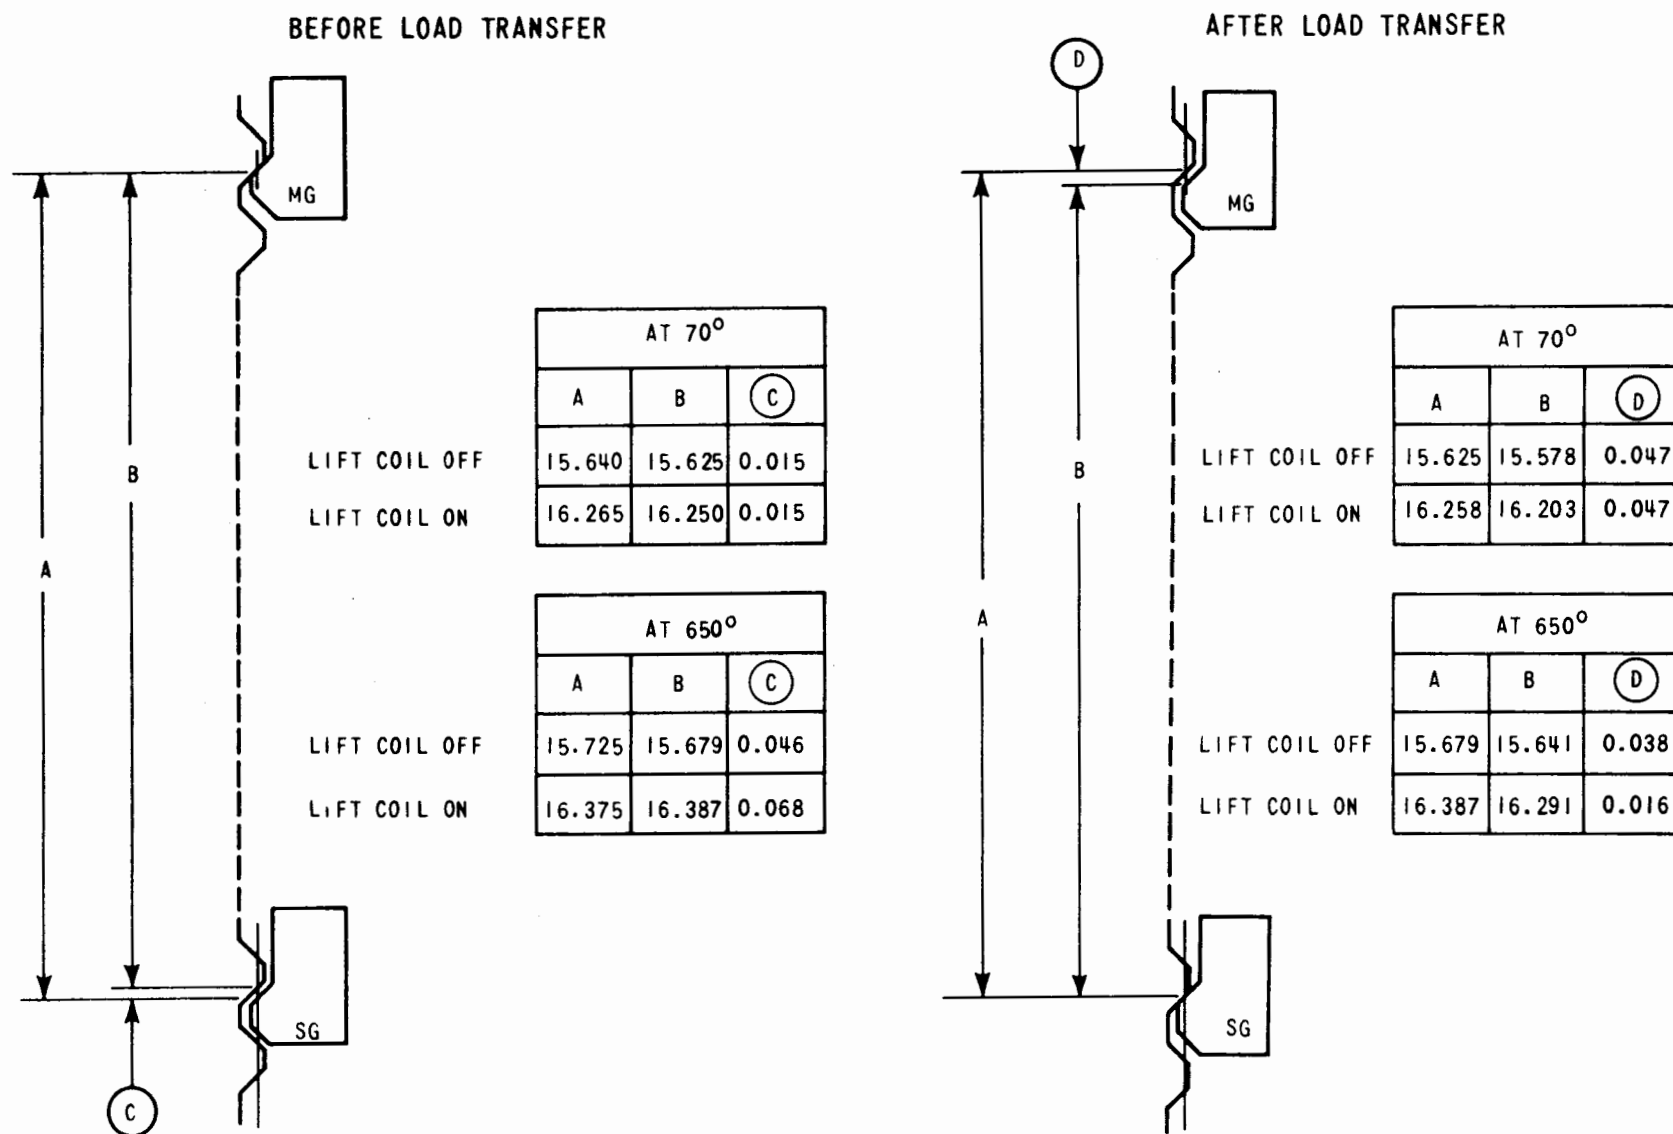 BEFORE LOAD TRANSFER
MG
B
A
AT 70°
A B C
LIFT COIL OFF 15.640 15.625 0.015
LIFT COIL ON 16.265 16.250 0.015
AT 650°
A B C
LIFT COIL OFF 15.725 15.679 0.046
LIFT COIL ON 16.375 16.387 0.068
SG
C
AFTER LOAD TRANSFER
D
MG
B
A
AT 70°
A B D
LIFT COIL OFF 15.625 15.578 0.047
LIFT COIL ON 16.258 16.203 0.047
AT 650°
A B D
LIFT COIL OFF 15.679 15.641 0.038
LIFT COIL ON 16.387 16.291 0.016
SG